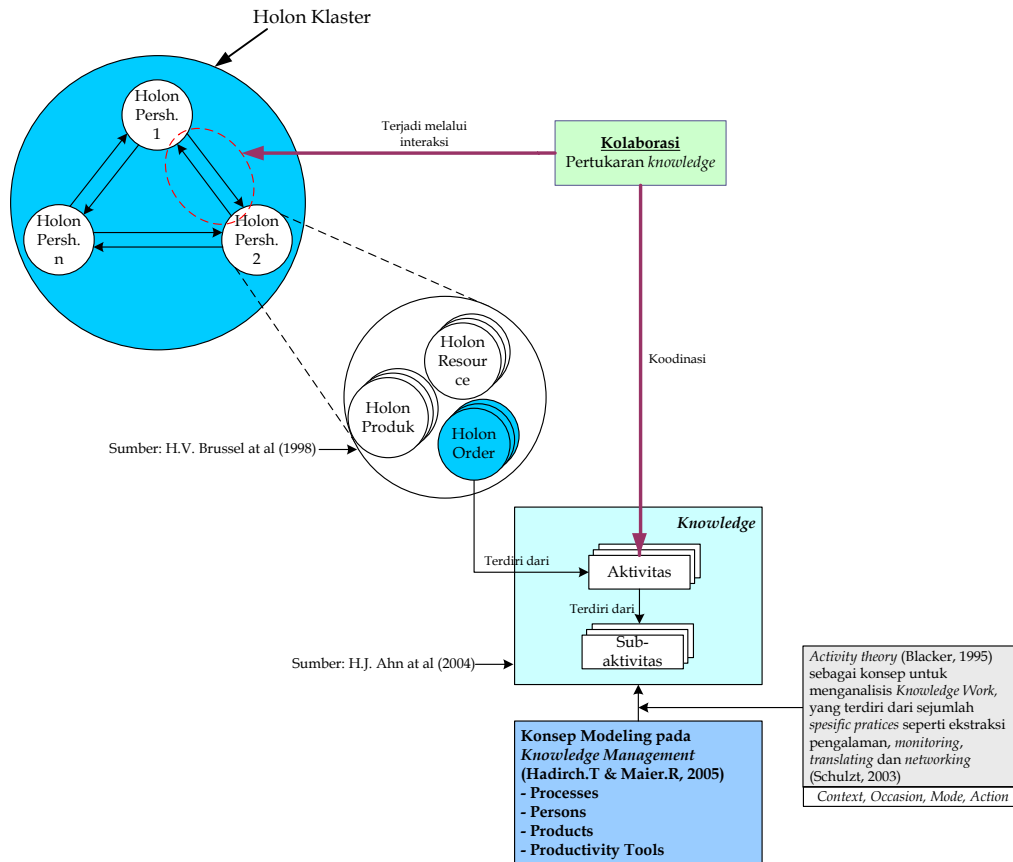 Holon Klaster
Holon
Persh.
1
Holon
Persh.
n
Holon
Persh.
2
Terjadi melalui
interaksi
Kolaborasi
Pertukaran knowledge
Koodinasi
Holon
Resour
ce
Holon
Produk
Holon
Order
Sumber: H.V. Brussel at al (1998)
Knowledge
Terdiri dari
Aktivitas
Terdiri dari
Sub-
aktivitas
Sumber: H.J. Ahn at al (2004)
Activity theory (Blacker, 1995)
sebagai konsep untuk
menganalisis Knowledge Work,
yang terdiri dari sejumlah
spesific pratices seperti ekstraksi
pengalaman, monitoring,
translating dan networking
(Schulzt, 2003)
Context, Occasion, Mode, Action
Konsep Modeling pada
Knowledge Management
(Hadirch.T & Maier.R, 2005)
- Processes
- Persons
- Products
- Productivity Tools